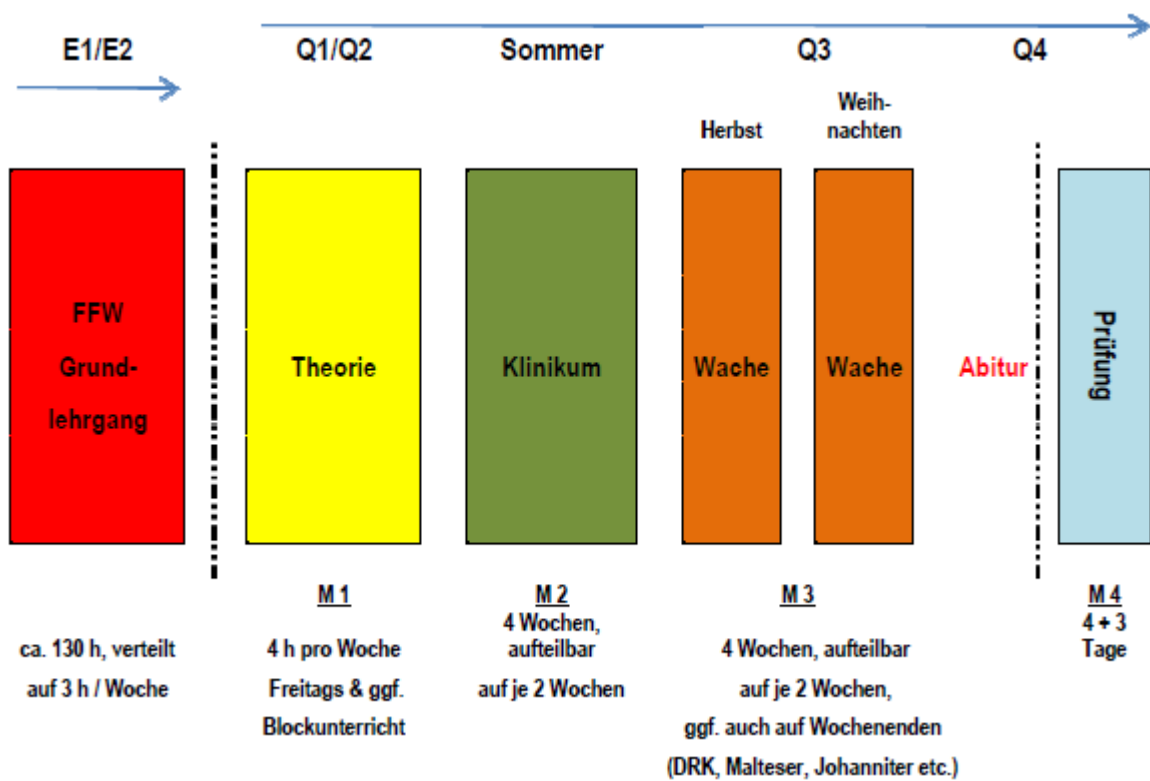 E1/E2
Q1/Q2
Sommer
Q3
Q4
Herbst
Weih-
nachten
FFW
Grund-
lehrgang
Theorie
Klinikum
Wache
Wache
Abitur
Prüfung
ca. 130 h, verteilt
auf 3 h / Woche
M 1
4 h pro Woche
Freitags & ggf.
Blockunterricht
M 2
4 Wochen,
aufteilbar
auf je 2 Wochen
M 3
4 Wochen, aufteilbar
auf je 2 Wochen,
ggf. auch auf Wochenenden
(DRK, Malteser, Johanniter etc.)
M 4
4 + 3
Tage